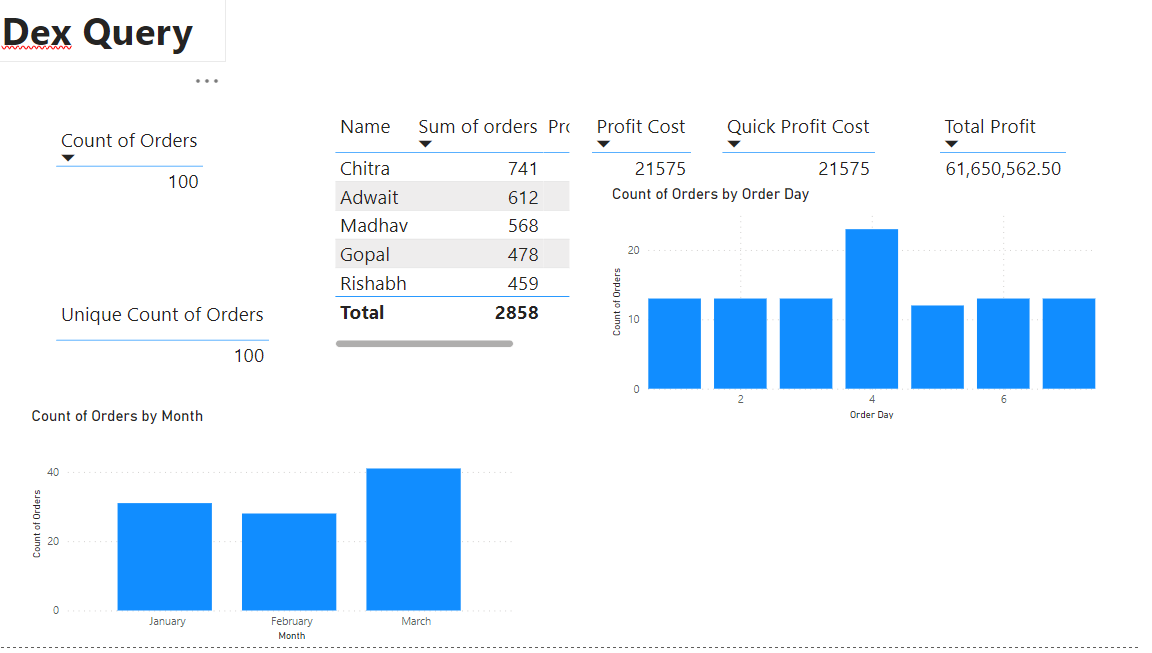 Dex Query
Count of Orders
100
Unique Count of Orders
100
Name Sum of orders Pro
Chitra 741
Adwait 612
Madhav 568
Gopal 478
Rishabh 459
Total 2858
Profit Cost
21575
Quick Profit Cost
21575
Total Profit
61,650,562.50
Count of Orders by Order Day
Count of Orders
20
10
0
2 4 6
Order Day
Count of Orders by Month
Count of Orders
40
20
0
January February March
Month